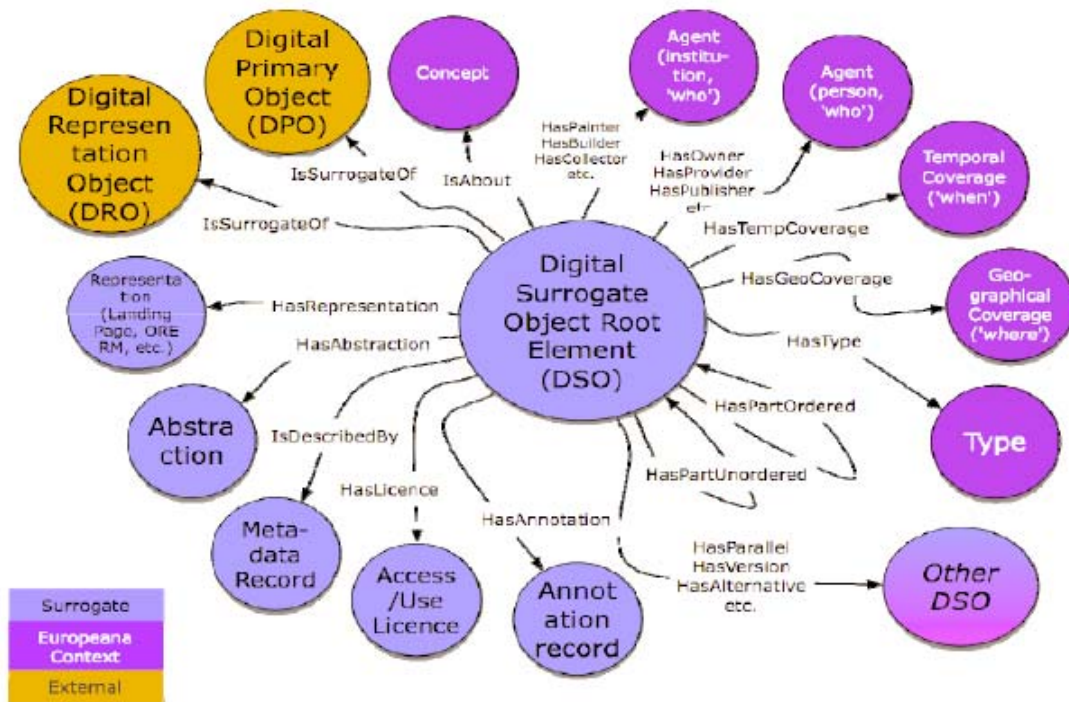 Digital
Primary
Object
(DPO)
Concept
Agent
(institu-
tion,
'who')
Agent
(person,
'who')
Digital
Represen
tation
Object
(DRO)
HasPainter
HasBuilder
HasCollector
etc.
HasOwner
HasProvider
HasPublisher
etc.
Temporal
Coverage
('when')
IsSurrogateOf
IsAbout
IsSurrogateOf
HasTempCoverage
Digital
Surrogate
Object Root
Element
(DSO)
HasGeoCoverage
Geo-
graphical
Coverage
('where')
Representa
tion
(Landing
Page, ORE
RM, etc.)
HasRepresentation
HasAbstraction
HasType
Abstra
ction
IsDescribedBy
HasPartOrdered
Type
HasPartUnordered
HasLicence
HasAnnotation
Meta-
data
Record
Access
/Use
Licence
Annot
ation
record
HasParallel
HasVersion
HasAlternative
etc.
Other
DSO
Surrogate
Europeana
Context
External